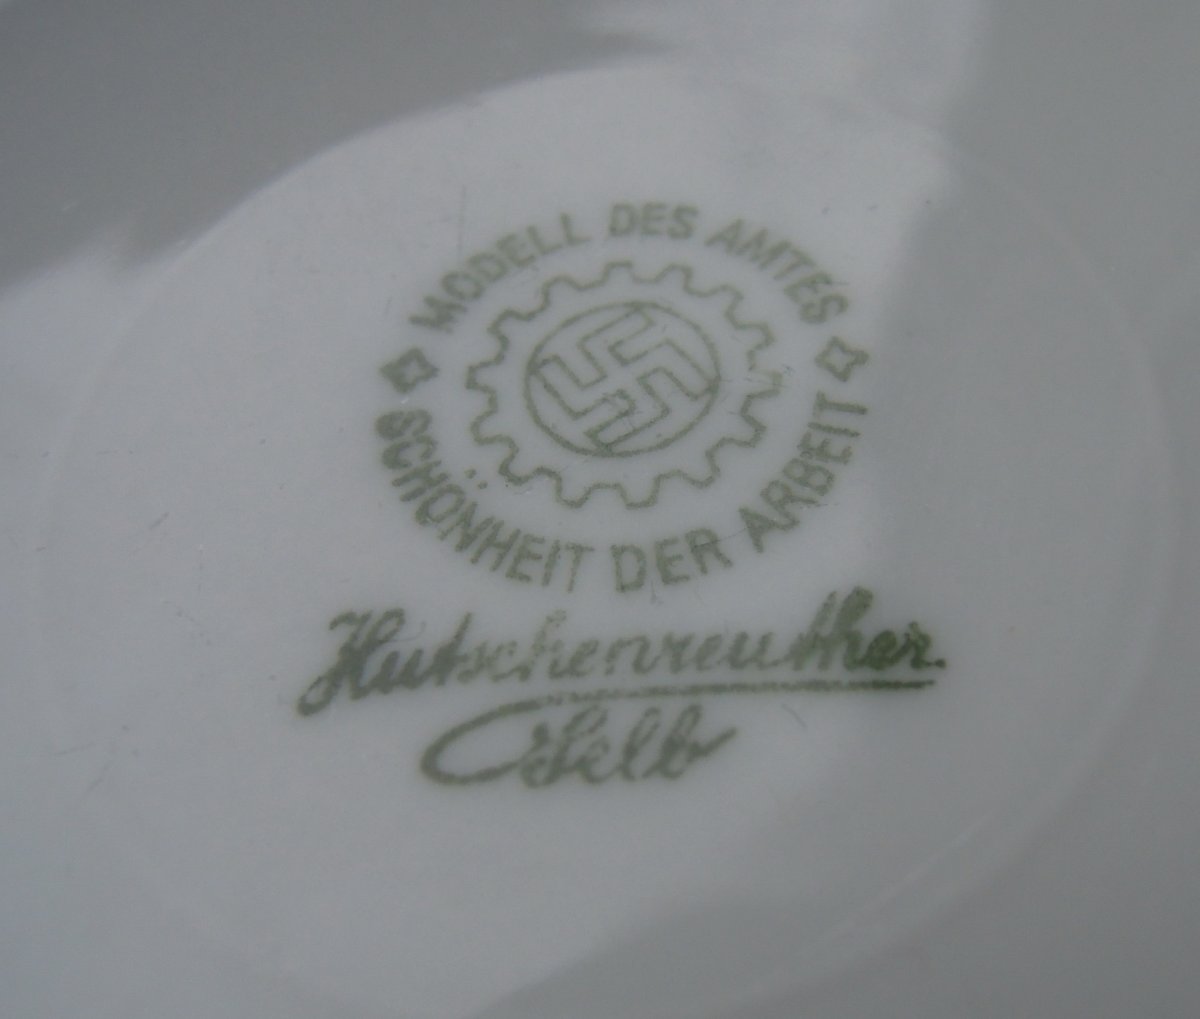 MODELL DES AMTES
SCHÖNHEIT DER ARBEIT
Hutschenreuther
Selb